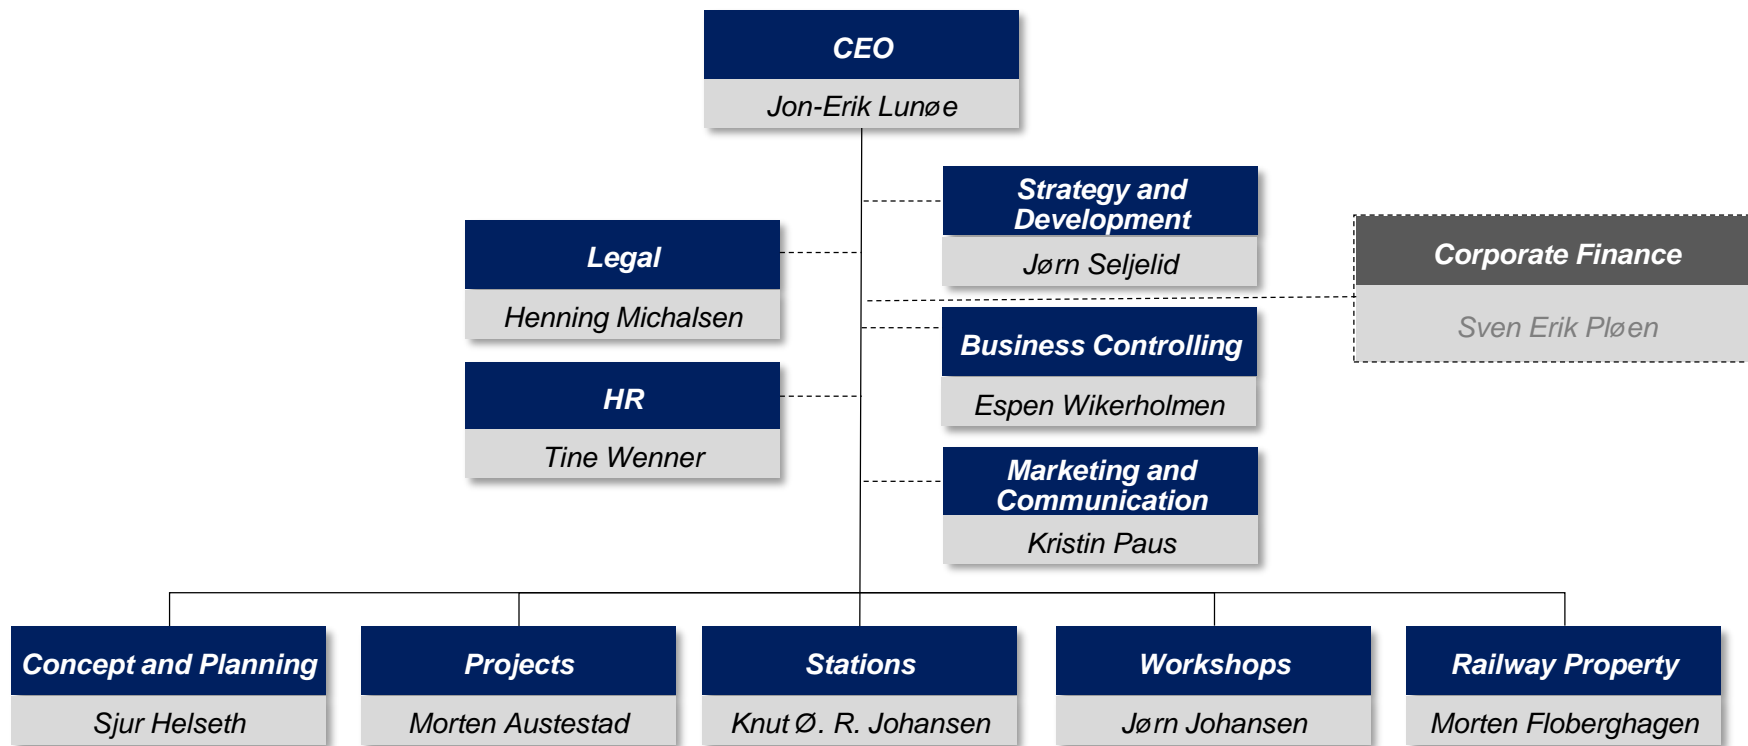 CEO
Jon-Erik Lunøe
Strategy and
Development
Jørn Seljelid
Legal
Henning Michalsen
Corporate Finance
Sven Erik Pløen
Business Controlling
Espen Wikerholmen
HR
Tine Wenner
Marketing and
Communication
Kristin Paus
Concept and Planning
Sjur Helseth
Projects
Morten Austestad
Stations
Knut Ø. R. Johansen
Workshops
Jørn Johansen
Railway Property
Morten Floberghagen